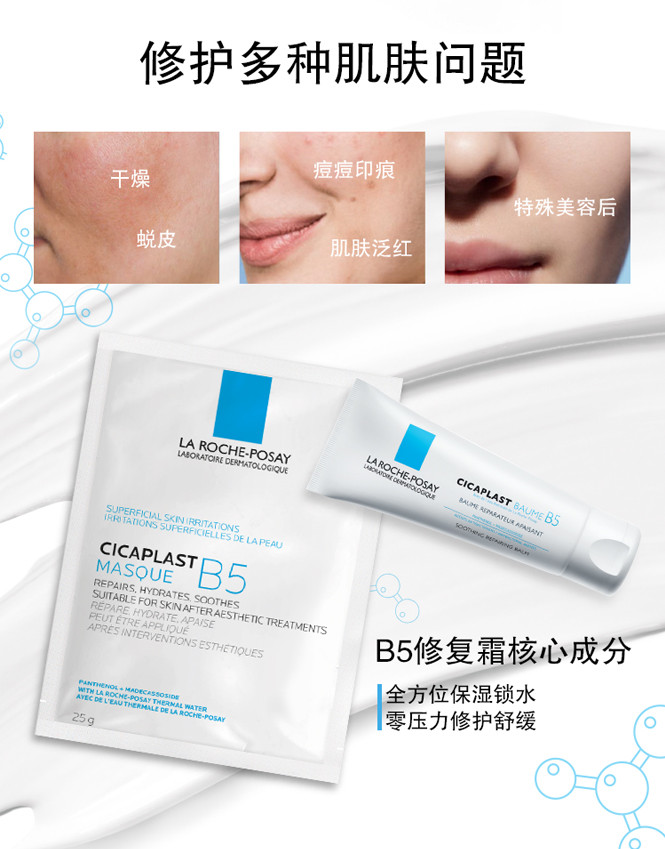 修护多种肌肤问题
干燥
蜕皮
痘痘印痕
肌肤泛红
特殊美容后
LA ROCHE-POSAY
LABORATOIRE DERMATOLOGIQUE
SUPERFICIAL SKIN IRRITATIONS
IRRITATIONS SUPERFICIELLES DE LA PEAU
CICAPLAST B5
MASQUE
REPAIRS, HYDRATES, SOOTHES
SUITABLE FOR SKIN AFTER AESTHETIC TREATMENTS
RÉPARE, HYDRATE, APAISE
PEUT ÊTRE APPLIQUÉ
APRÈS INTERVENTIONS ESTHÉTIQUES
PANTHENOL + MADECASSOSIDE
WITH LA ROCHE-POSAY THERMAL WATER
AVEC DE L'EAU THERMALE DE LA ROCHE-POSAY
25 g
LA ROCHE-POSAY
LABORATOIRE DERMATOLOGIQUE
CICAPLAST BAUME B5
BAUME RÉPARATEUR APAISANT
SOOTHING REPAIRING BALM
B5修复霜核心成分
全方位保湿锁水
零压力修护舒缓